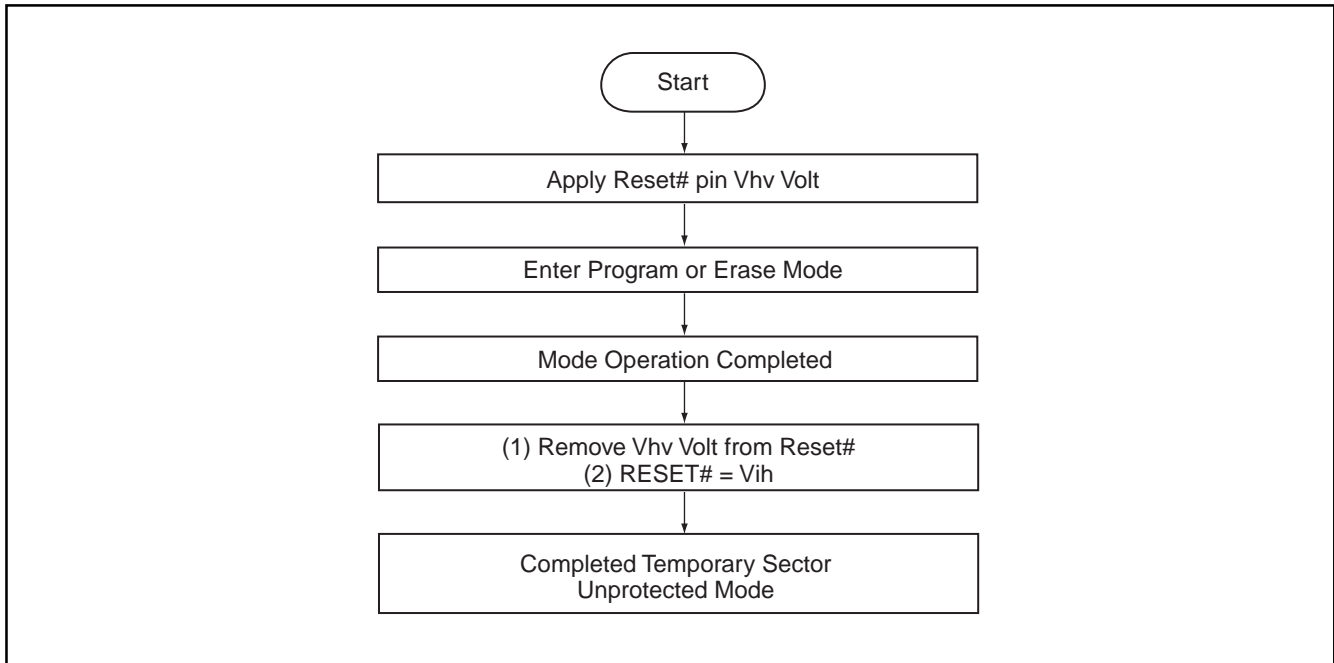 Start
Apply Reset# pin Vhv Volt
Enter Program or Erase Mode
Mode Operation Completed
(1) Remove Vhv Volt from Reset#
(2) RESET# = Vih
Completed Temporary Sector
Unprotected Mode